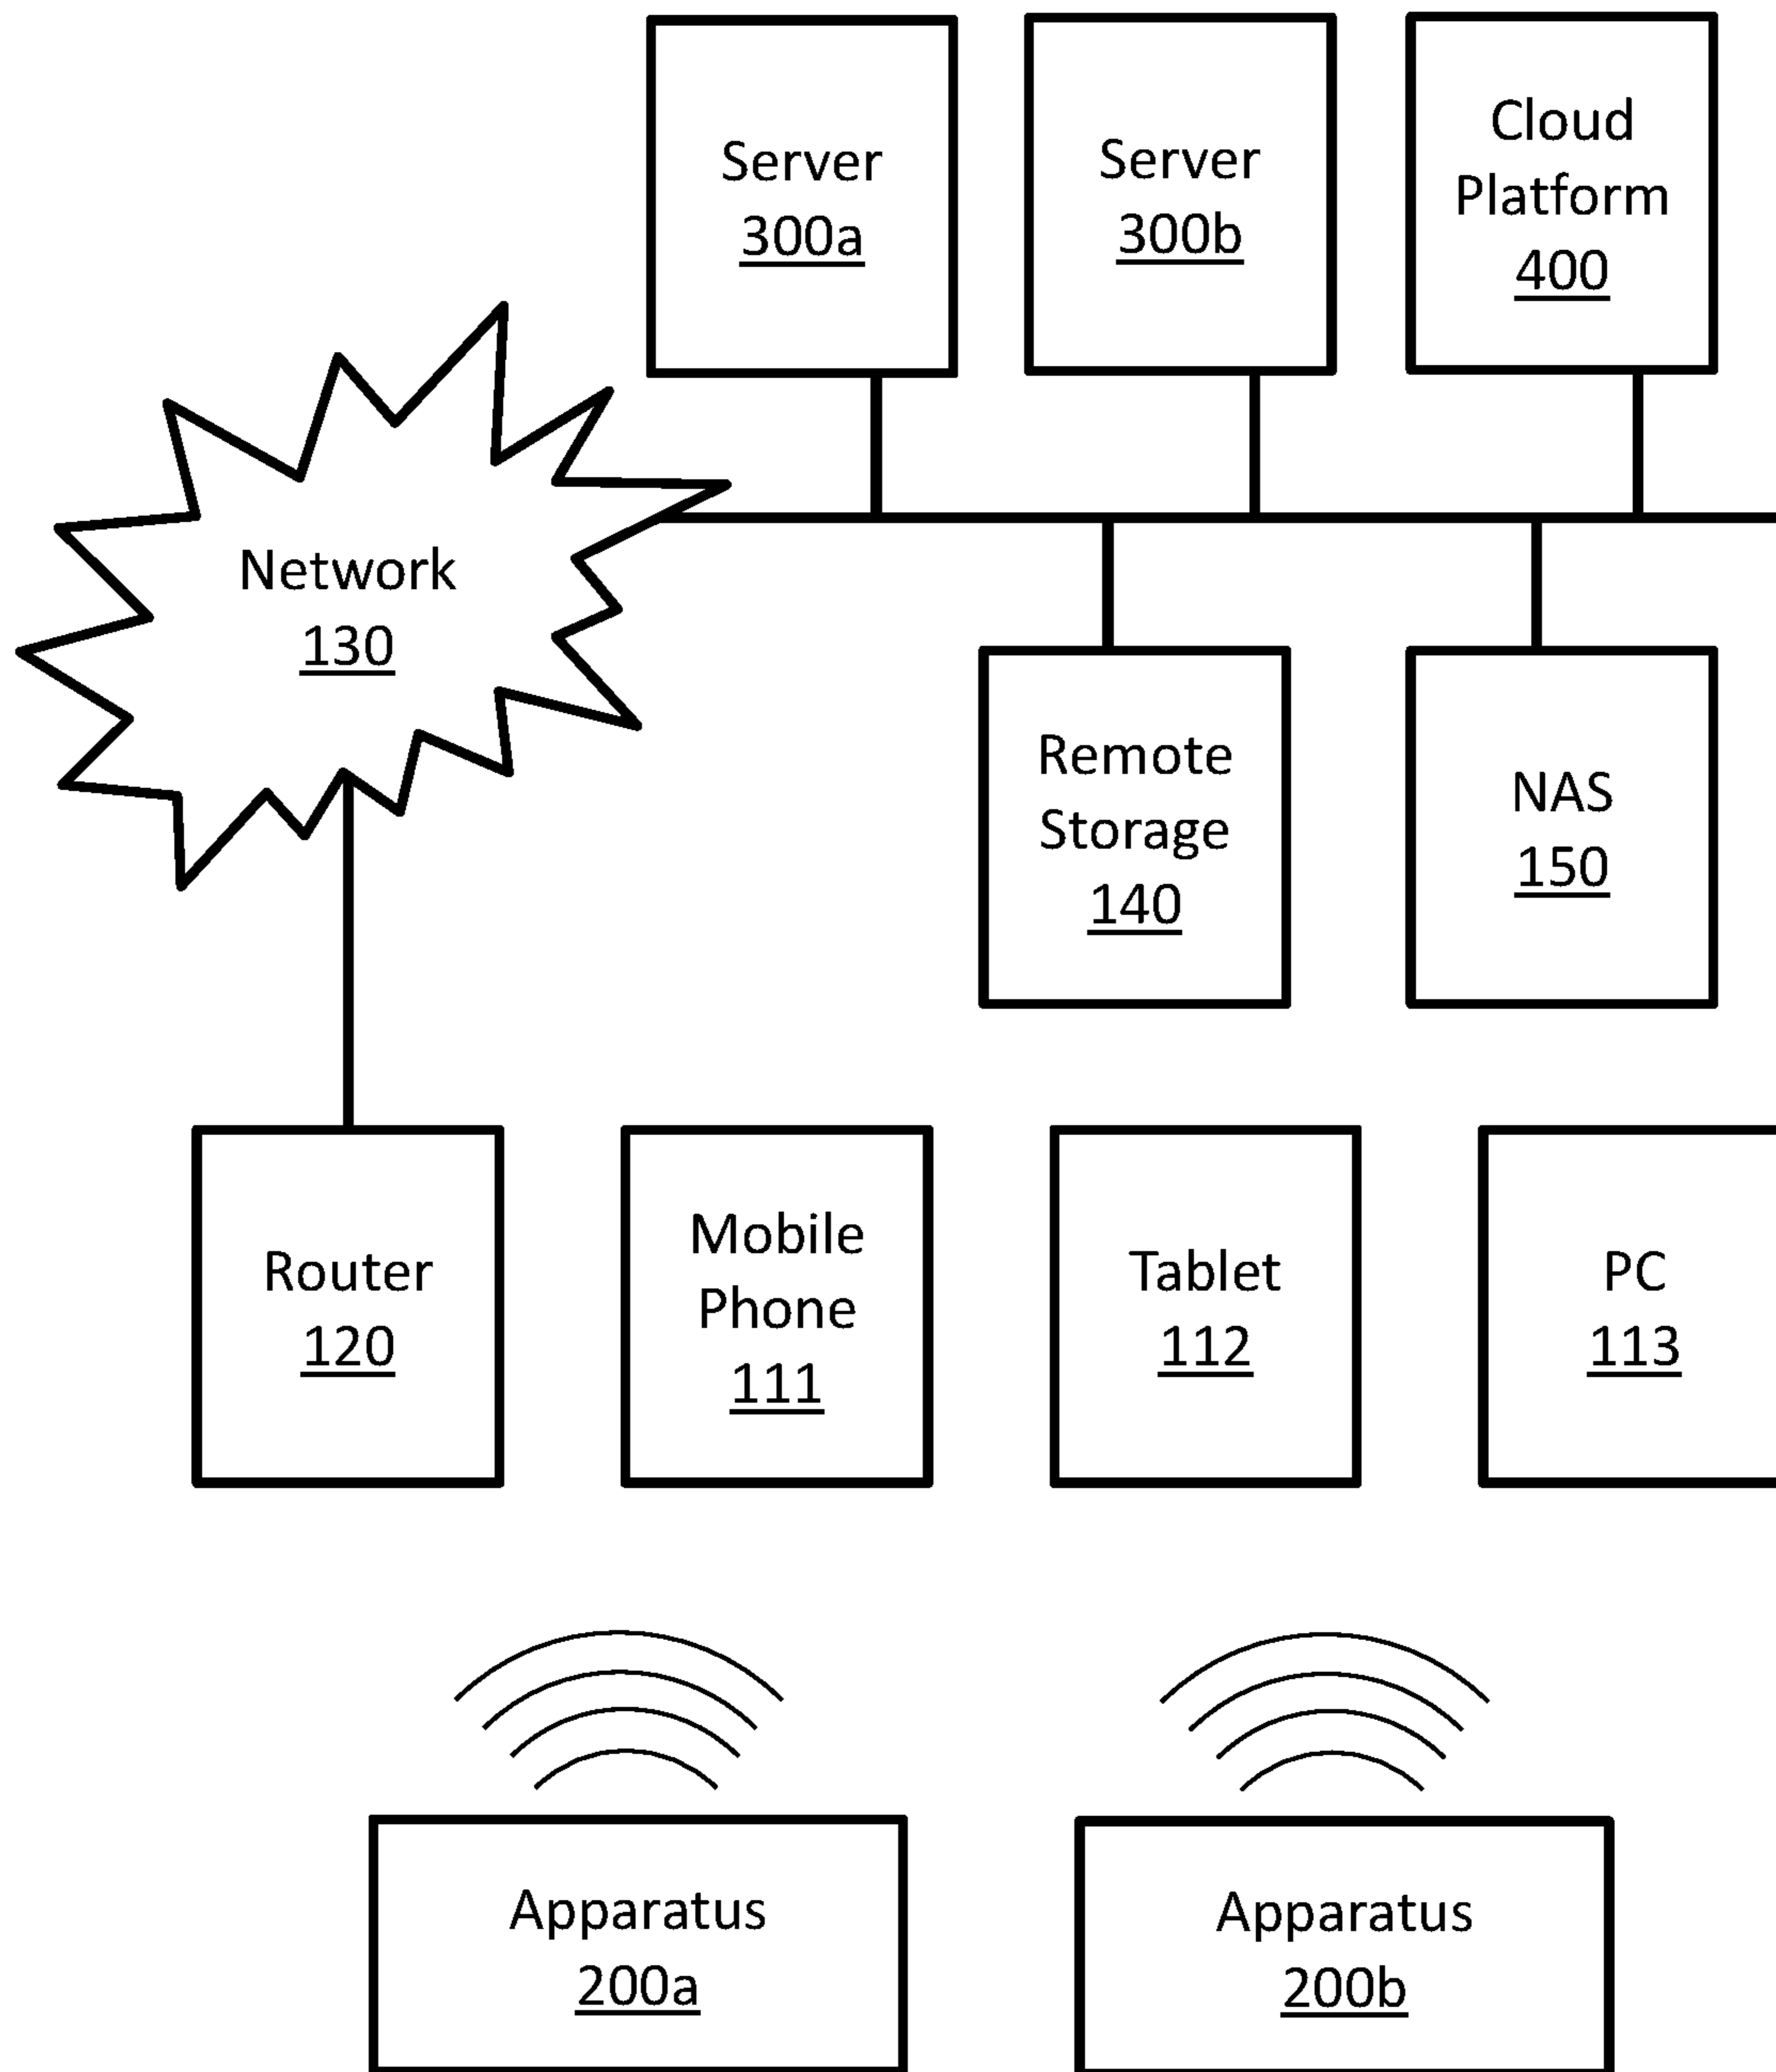 Server
300a
Server
300b
Cloud
Platform
400
Network
130
Remote
Storage
140
NAS
150
Router
120
Mobile
Phone
111
Tablet
112
PC
113
Apparatus
200a
Apparatus
200b